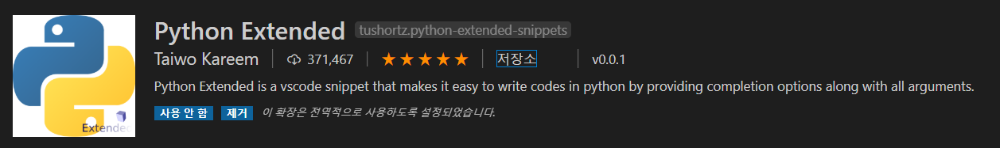 Python Extended tushortz.python-extended-snippets
Taiwo Kareem 371,467 저장소 v0.0.1
Python Extended is a vscode snippet that makes it easy to write codes in python by providing completion options along with all arguments.
사용 안 함 제거 이 확장은 전역적으로 사용하도록 설정되었습니다.
Extended